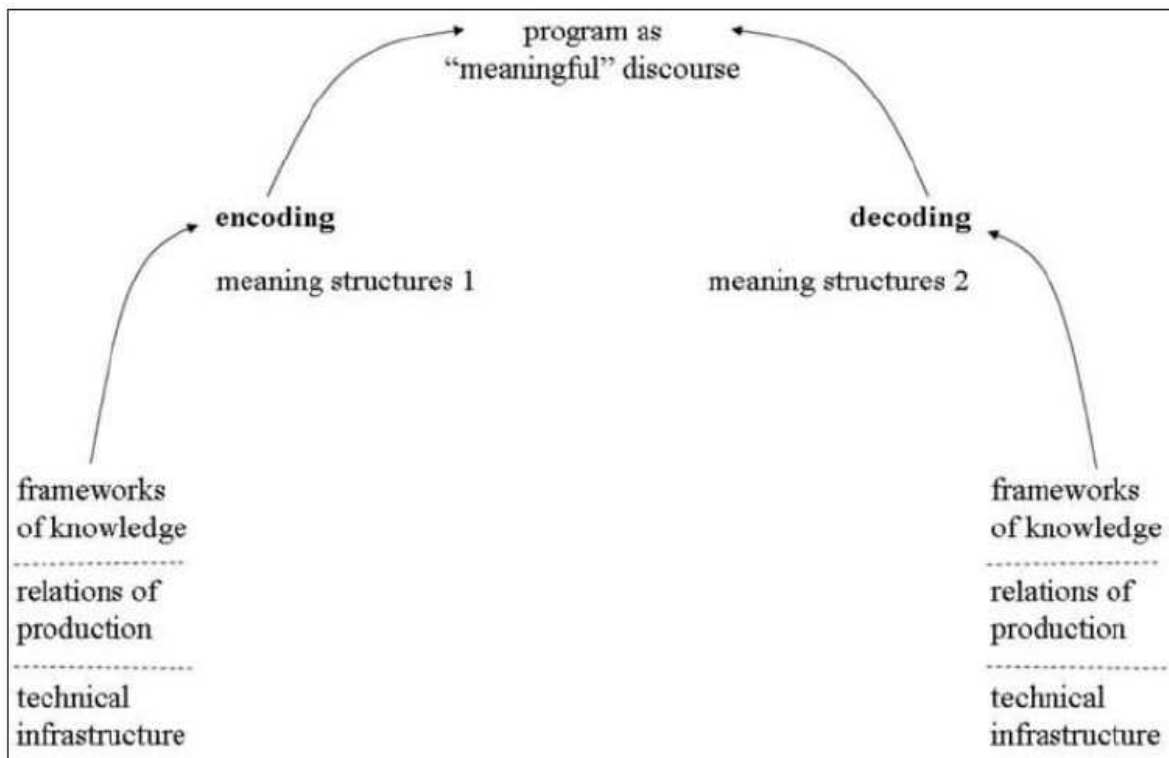 program as
“meaningful” discourse
encoding
decoding
meaning structures 1
meaning structures 2
frameworks
of knowledge
relations of
production
technical
infrastructure
frameworks
of knowledge
relations of
production
technical
infrastructure